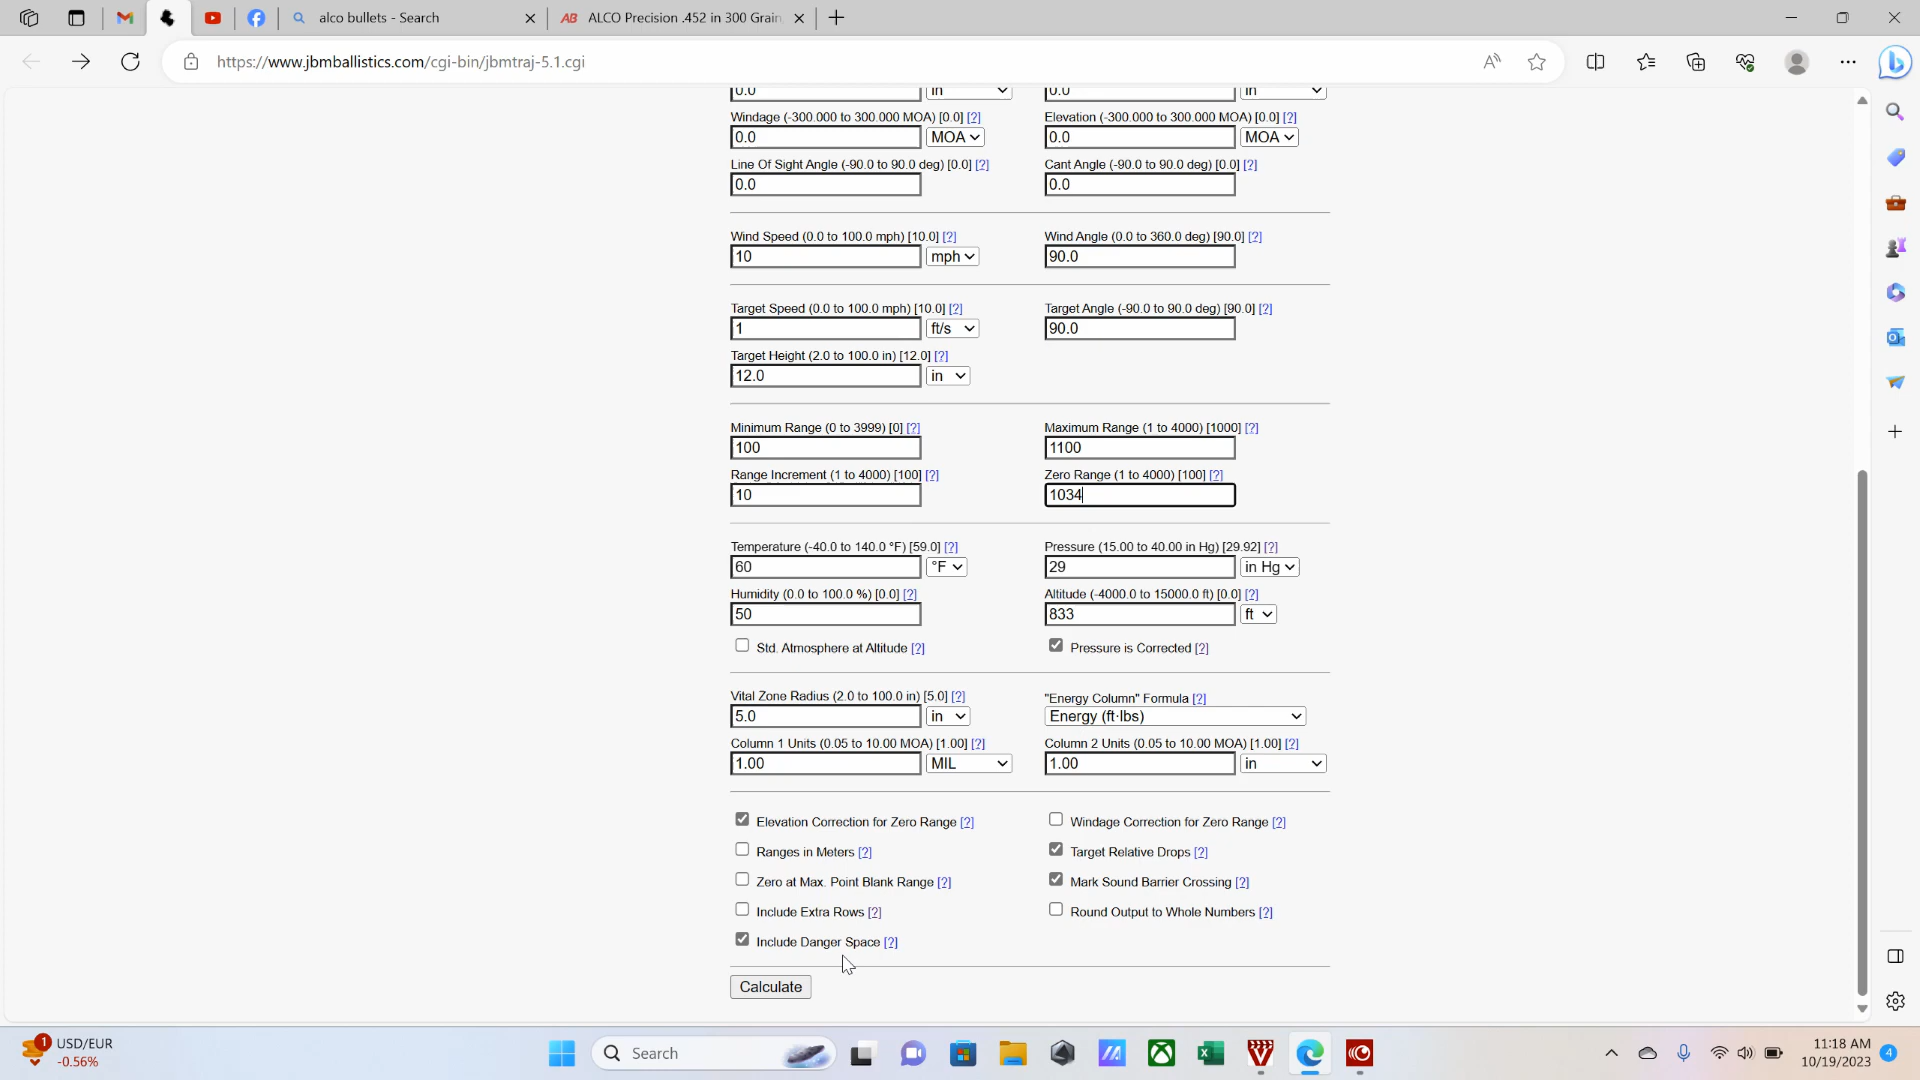 alco bullets - Search
AB ALCO Precision .452 in 300 Grain
https://www.jbmballistics.com/cgi-bin/jbmtraj-5.1.cgi
0.0 in 0.0 in
Windage (-300.000 to 300.000 MOA) [0.0] [?] Elevation (-300.000 to 300.000 MOA) [0.0] [?]
0.0 MOA 0.0 MOA
Line Of Sight Angle (-90.0 to 90.0 deg) [0.0] [?] Cant Angle (-90.0 to 90.0 deg) [0.0] [?]
0.0 0.0
Wind Speed (0.0 to 100.0 mph) [10.0] [?] Wind Angle (0.0 to 360.0 deg) [90.0] [?]
10 mph 90.0
Target Speed (0.0 to 100.0 mph) [10.0] [?] Target Angle (-90.0 to 90.0 deg) [90.0] [?]
1 ft/s 90.0
Target Height (2.0 to 100.0 in) [12.0] [?]
12.0 in
Minimum Range (0 to 3999) [0] [?] Maximum Range (1 to 4000) [1000] [?]
100 1100
Range Increment (1 to 4000) [100] [?] Zero Range (1 to 4000) [100] [?]
10 1034
Temperature (-40.0 to 140.0 °F) [59.0] [?] Pressure (15.00 to 40.00 in Hg) [29.92] [?]
60 °F 29 in Hg
Humidity (0.0 to 100.0 %) [0.0] [?] Altitude (-4000.0 to 15000.0 ft) [0.0] [?]
50 833 ft
Std. Atmosphere at Altitude [?] Pressure is Corrected [?]
Vital Zone Radius (2.0 to 100.0 in) [5.0] [?] "Energy Column" Formula [?]
5.0 in Energy (ft·lbs)
Column 1 Units (0.05 to 10.00 MOA) [1.00] [?] Column 2 Units (0.05 to 10.00 MOA) [1.00] [?]
1.00 MIL 1.00 in
Elevation Correction for Zero Range [?] Windage Correction for Zero Range [?]
Ranges in Meters [?] Target Relative Drops [?]
Zero at Max. Point Blank Range [?] Mark Sound Barrier Crossing [?]
Include Extra Rows [?] Round Output to Whole Numbers [?]
Include Danger Space [?]
Calculate
1 USD/EUR
-0.56%
Search
11:18 AM
10/19/2023 4